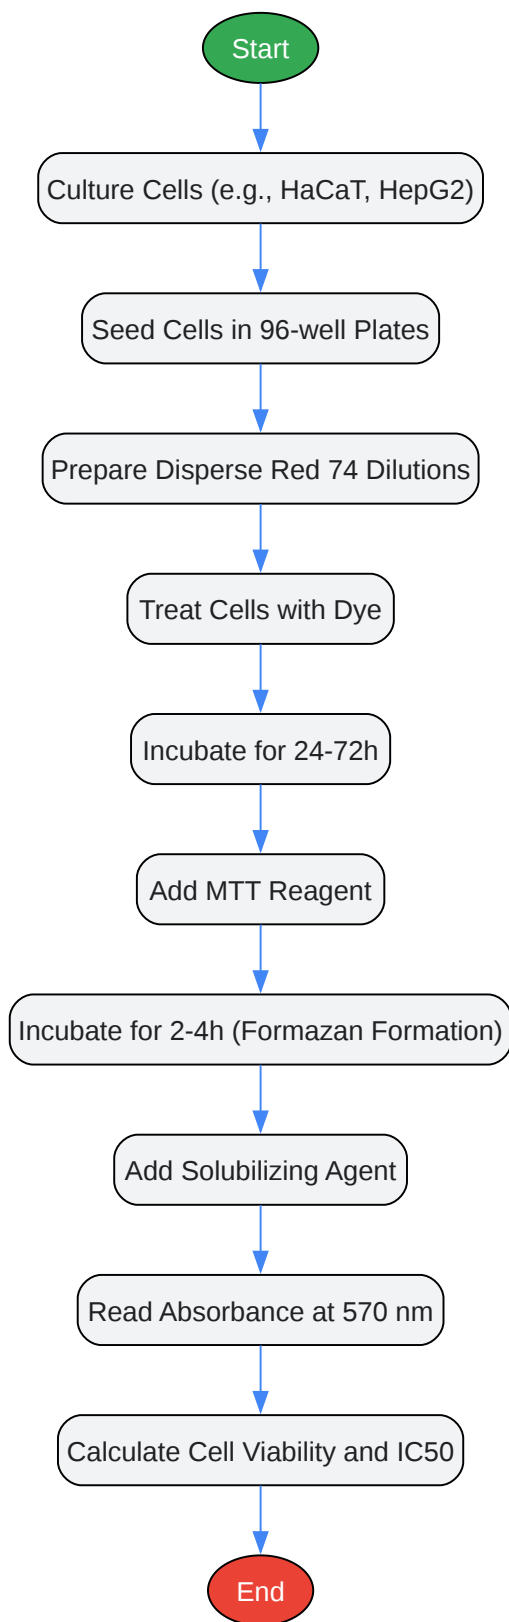 Start
Culture Cells (e.g., HaCaT, HepG2)
Seed Cells in 96-well Plates
Prepare Disperse Red 74 Dilutions
Treat Cells with Dye
Incubate for 24-72h
Add MTT Reagent
Incubate for 2-4h (Formazan Formation)
Add Solubilizing Agent
Read Absorbance at 570 nm
Calculate Cell Viability and IC50
End